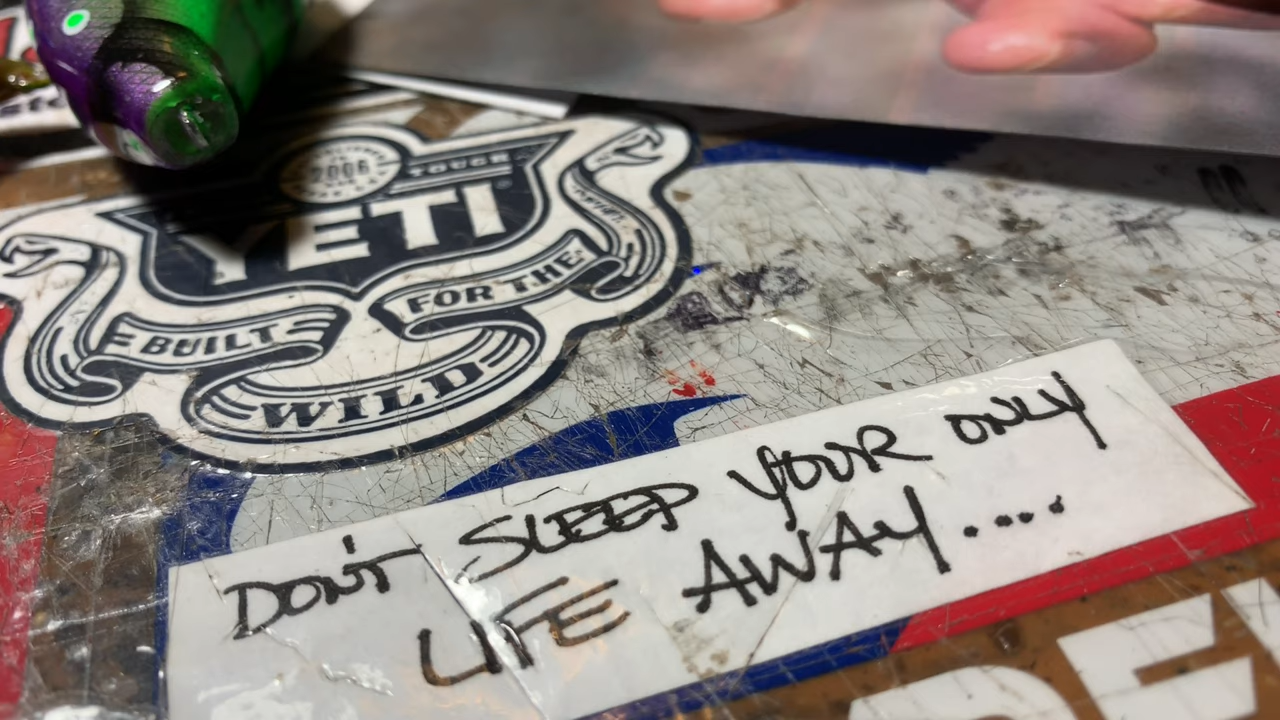 2006
TOUGH
YETI
BUILT FOR THE
WILD
DON'T SLEEP YOUR ONLY
LIFE AWAY....